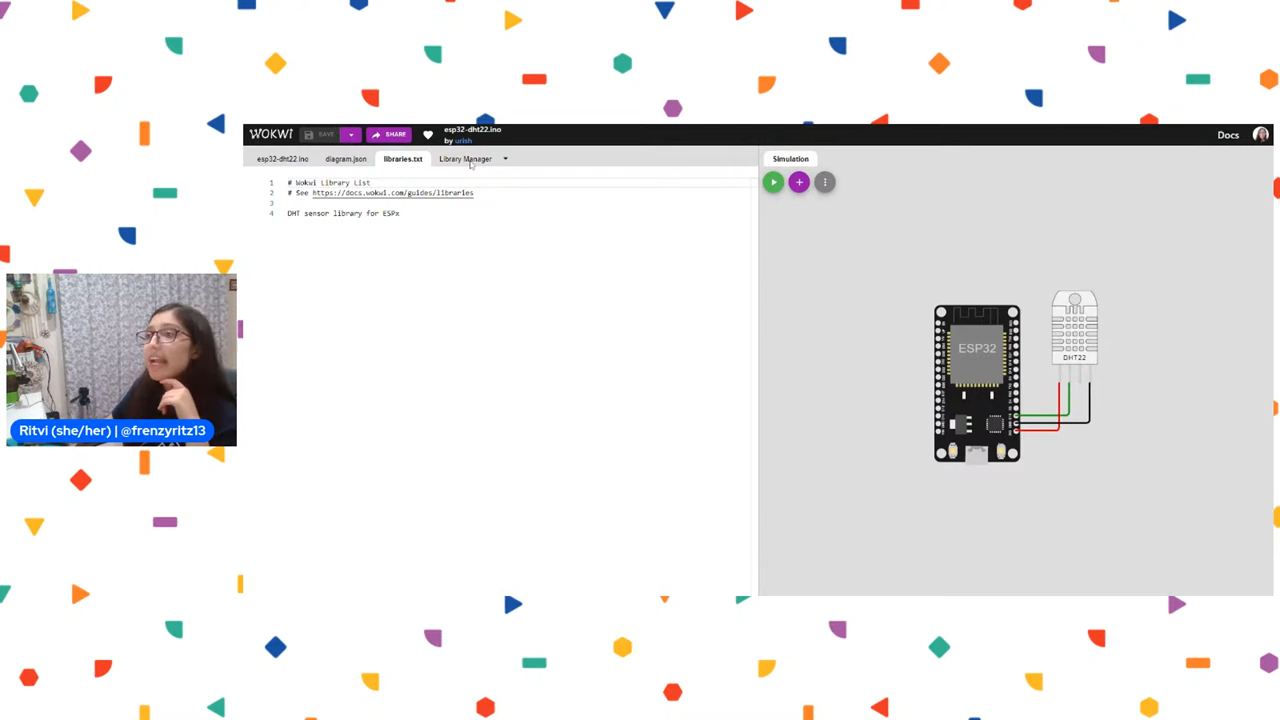 WOKWI
SAVE
SHARE
esp32-dht22.ino
by urish
Docs
esp32-dht22.ino
diagram.json
libraries.txt
Library Manager
Simulation
1 # Wokwi Library List
2 # See https://docs.wokwi.com/guides/libraries
3
4 DHT sensor library for ESPx
ESP32
DHT22
Ritvi (she/her) | @frenzyritz13